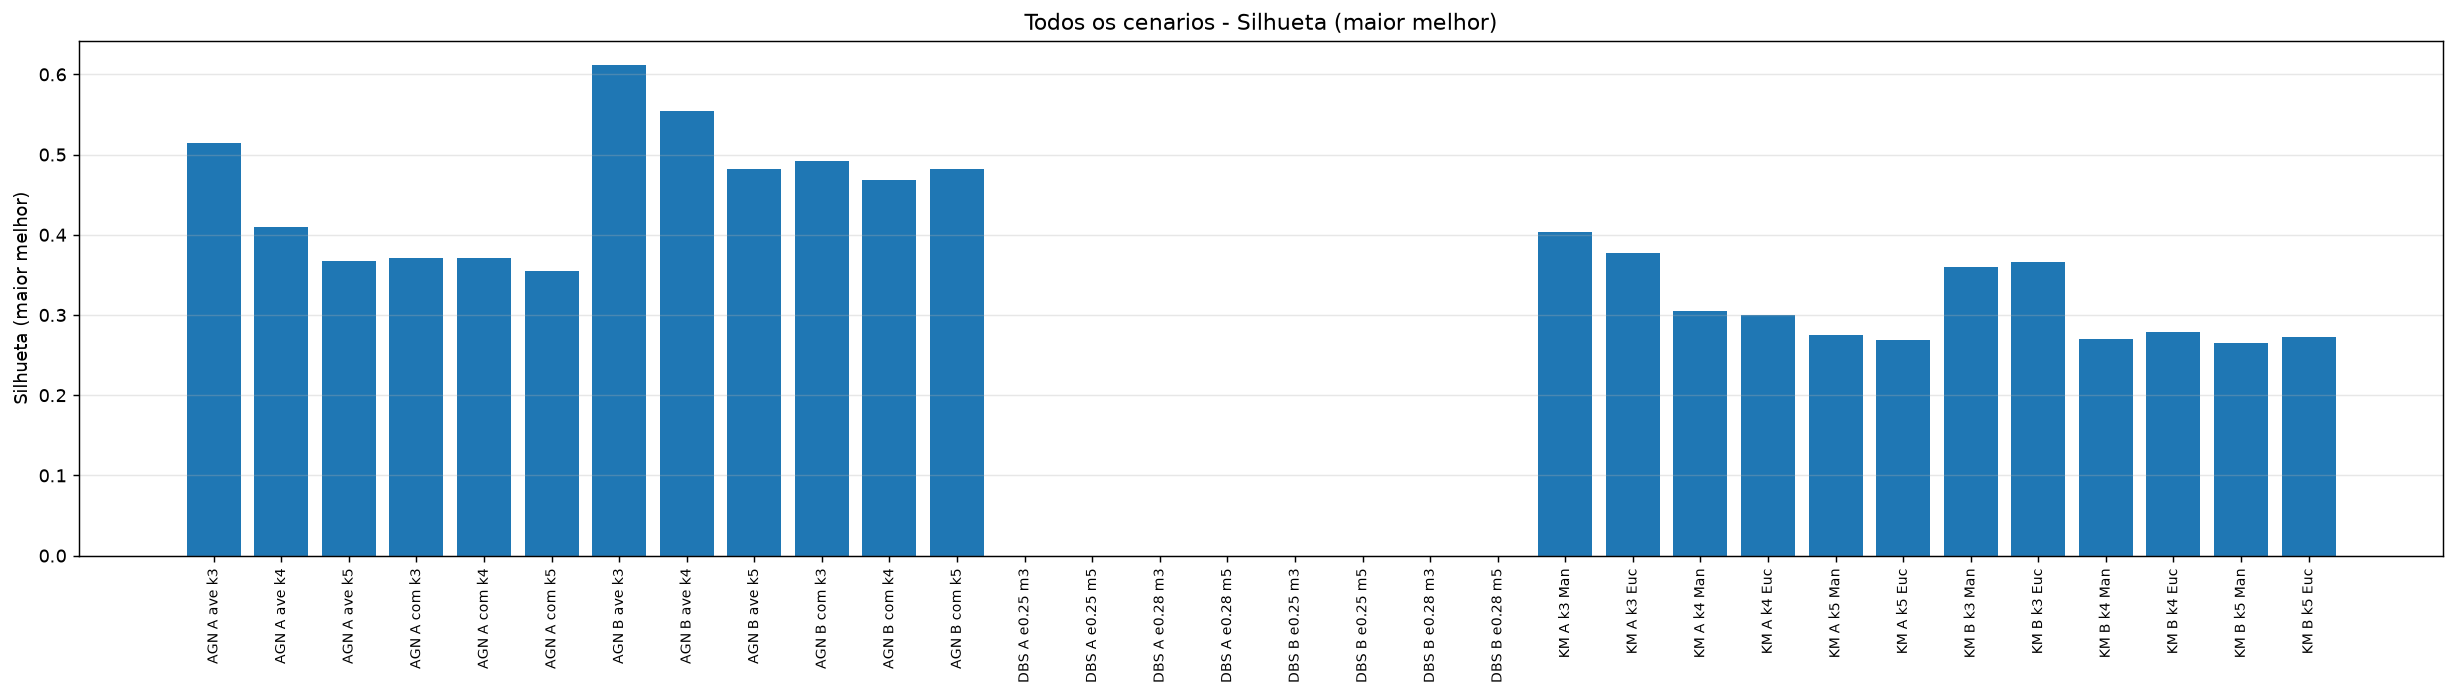 Todos os cenarios - Silhueta (maior melhor)
Silhueta (maior melhor)
0.6
0.5
0.4
0.3
0.2
0.1
0.0
AGN A ave k3
AGN A ave k4
AGN A ave k5
AGN A com k3
AGN A com k4
AGN A com k5
AGN B ave k3
AGN B ave k4
AGN B ave k5
AGN B com k3
AGN B com k4
AGN B com k5
DBS A e0.25 m3
DBS A e0.25 m5
DBS A e0.28 m3
DBS A e0.28 m5
DBS B e0.25 m3
DBS B e0.25 m5
DBS B e0.28 m3
DBS B e0.28 m5
KM A k3 Man
KM A k3 Euc
KM A k4 Man
KM A k4 Euc
KM A k5 Man
KM A k5 Euc
KM B k3 Man
KM B k3 Euc
KM B k4 Man
KM B k4 Euc
KM B k5 Man
KM B k5 Euc